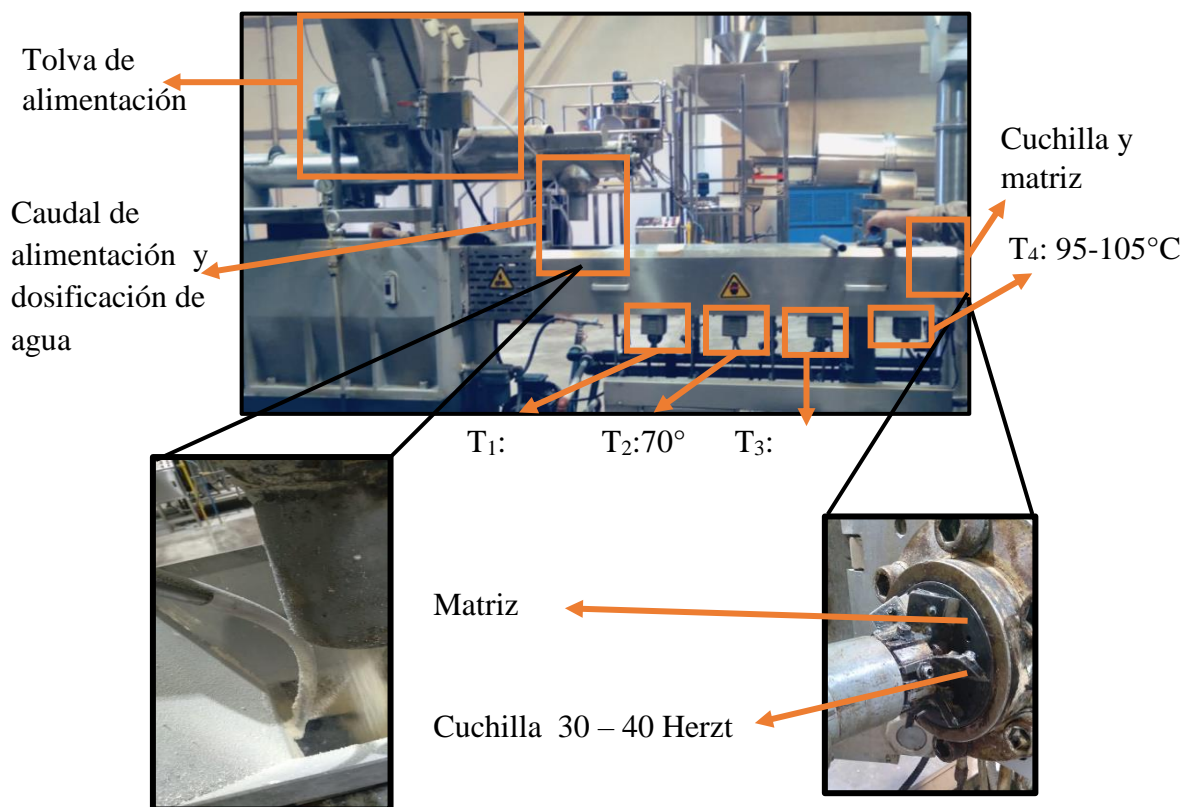 Tolva de
alimentación
Cuchilla y
matriz
Caudal de
alimentación y
dosificación de
agua
T₄: 95-105°C
T₁:
T₂:70°
T₃:
Matriz
Cuchilla 30 – 40 Herzt